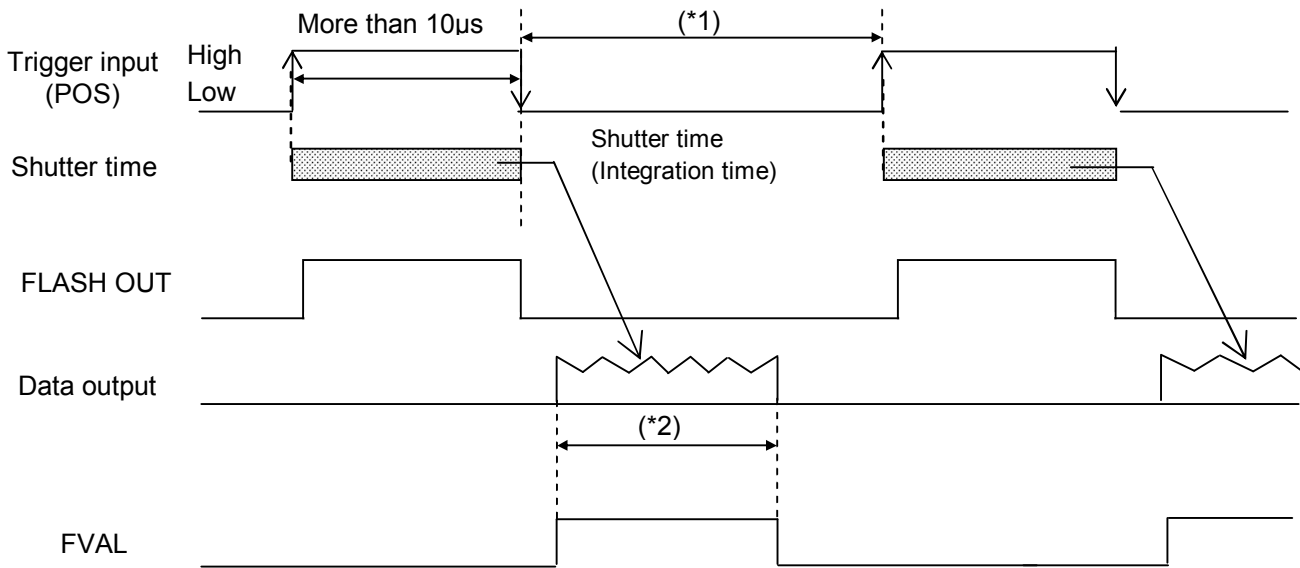 More than 10µs
(*1)
Trigger input
(POS)
High
Low
Shutter time
Shutter time
(Integration time)
FLASH OUT
Data output
(*2)
FVAL